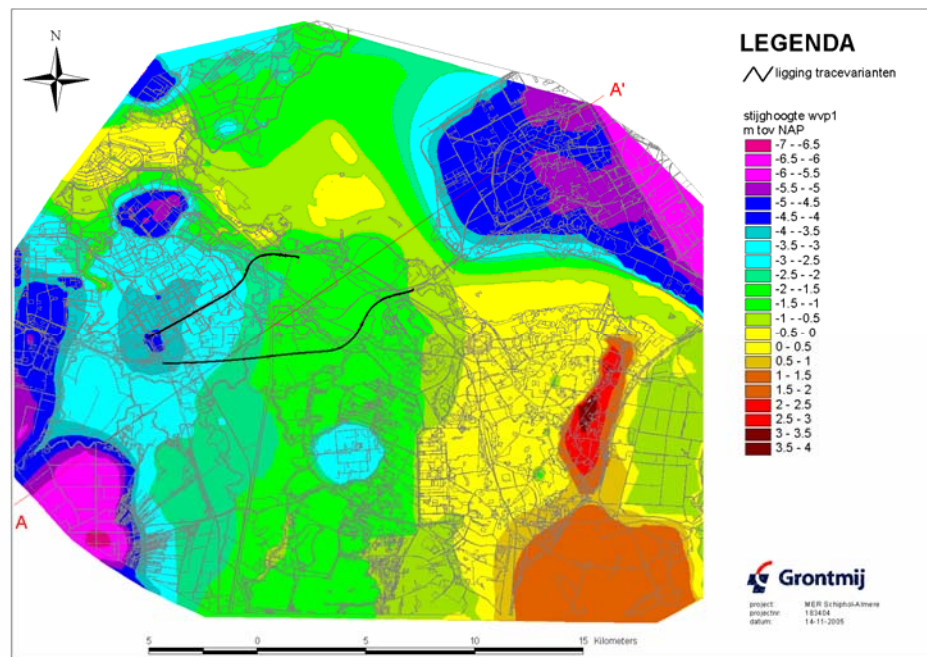 N
A'
A
LEGENDA
ligging tracevarianten
stijghoogte wvp1
m tov NAP
-7 - -6.5
-6.5 - -6
-6 - -5.5
-5.5 - -5
-5 - -4.5
-4.5 - -4
-4 - -3.5
-3.5 - -3
-3 - -2.5
-2.5 - -2
-2 - -1.5
-1.5 - -1
-1 - -0.5
-0.5 - 0
0 - 0.5
0.5 - 1
1 - 1.5
1.5 - 2
2 - 2.5
2.5 - 3
3 - 3.5
3.5 - 4
Grontmij
project: MER Schiphol-Almere
projectnr: 183404
datum: 14-11-2005
5 0 5 10 15 Kilometers